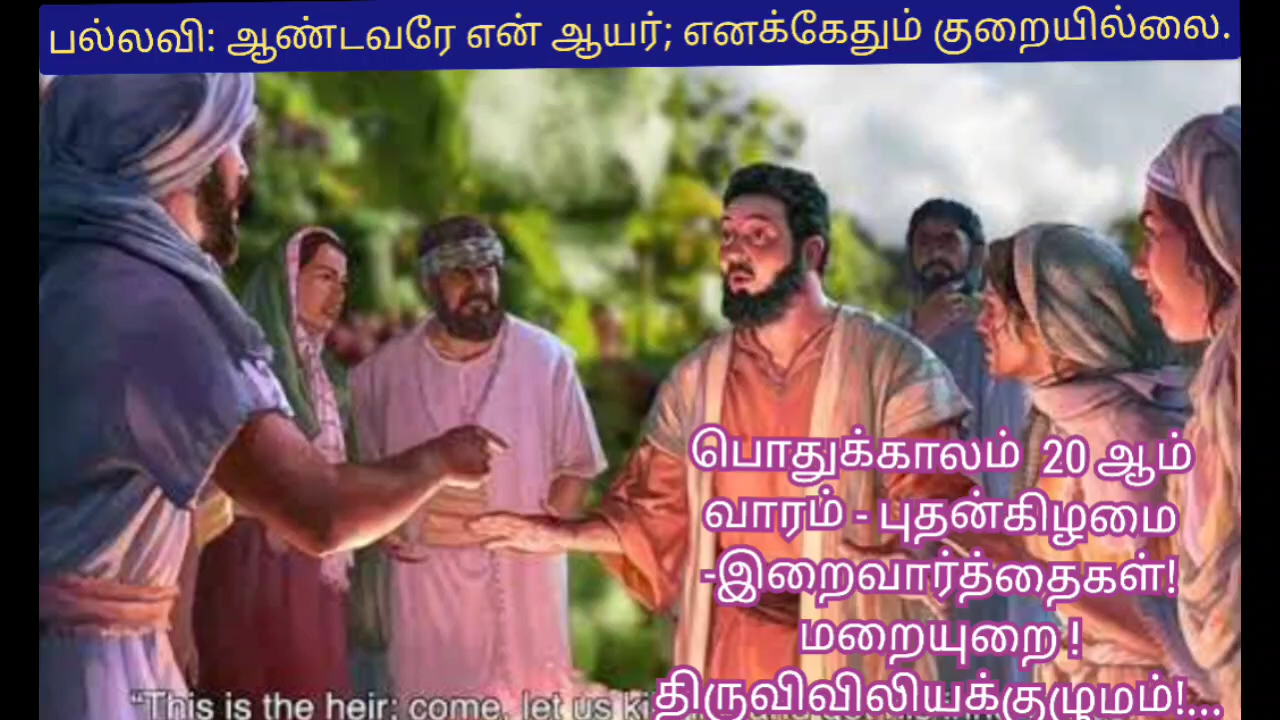 பல்லவி: ஆண்டவரே என் ஆயர்; எனக்கேதும் குறையில்லை.
பொதுக்காலம் 20 ஆம்
வாரம் - புதன்கிழமை
-இறைவார்த்தைகள்!
மறையுறை !
திருவிவிலியக்குழுமம்!...
“This is the heir; come, let us